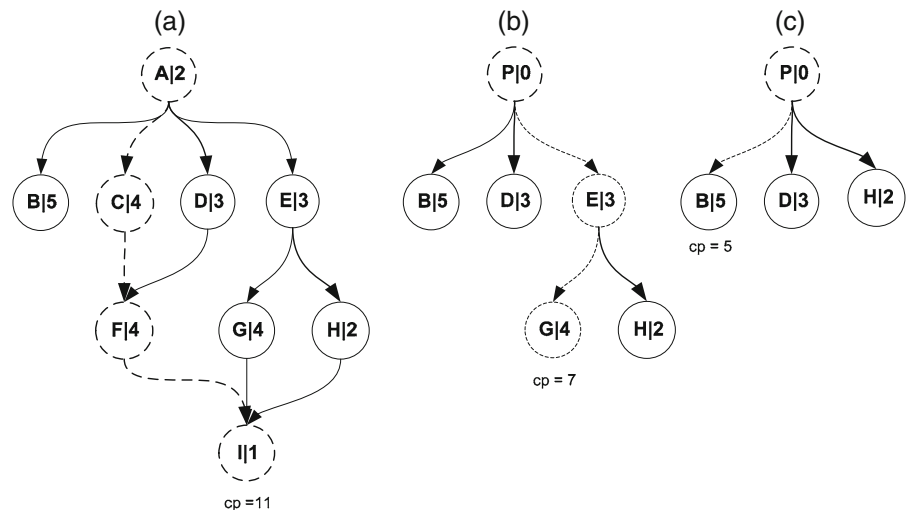 (a) (b) (c)
A|2 P|0 P|0
B|5 C|4 D|3 E|3 B|5 D|3 E|3 B|5 D|3 H|2
cp = 5
F|4 G|4 H|2 G|4 H|2
cp = 7
I|1
cp =11